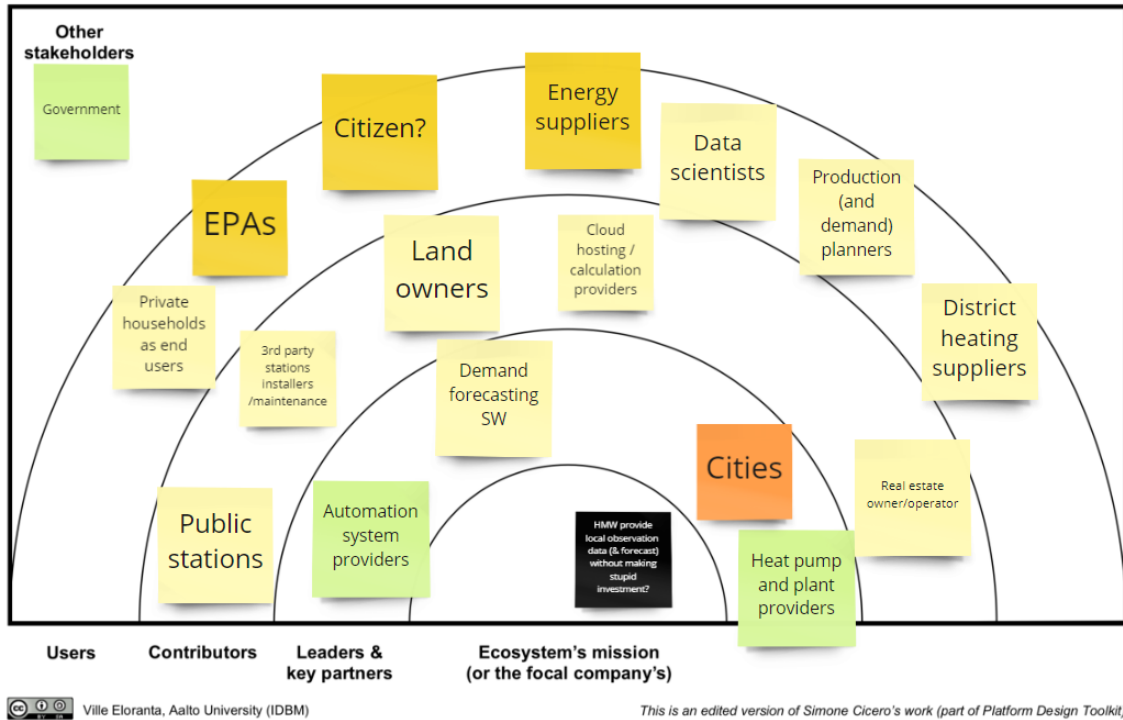 Other
stakeholders
Government
Citizen?
Energy
suppliers
Data
scientists
Production
(and
demand)
planners
EPAs
Land
owners
Cloud
hosting /
calculation
providers
Private
households
as end
users
3rd party
stations
installers
/maintenance
Demand
forecasting
SW
District
heating
suppliers
Cities
Real estate
owner/operator
Public
stations
Automation
system
providers
HMW provide
local observation
data (& forecast)
without making
stupid
investment?
Heat pump
and plant
providers
Users
Contributors
Leaders &
key partners
Ecosystem's mission
(or the focal company's)
cc
BY SA
Ville Eloranta, Aalto University (IDBM)
This is an edited version of Simone Cicero's work (part of Platform Design Toolkit)